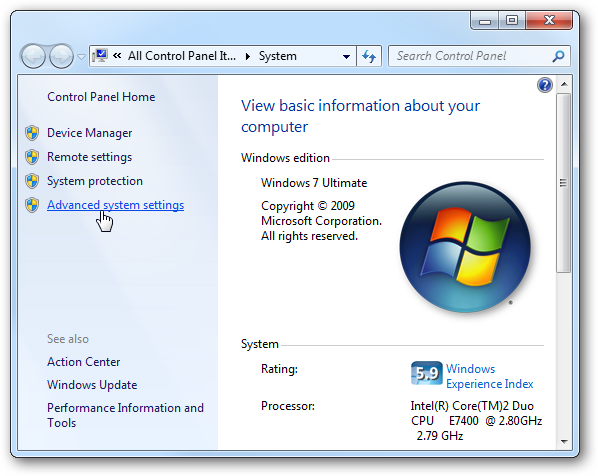 « All Control Panel It... ▸ System
Search Control Panel
Control Panel Home
Device Manager
Remote settings
System protection
Advanced system settings
See also
Action Center
Windows Update
Performance Information and
Tools
View basic information about your
computer
Windows edition
Windows 7 Ultimate
Copyright © 2009
Microsoft Corporation.
All rights reserved.
System
Rating:
5.9 Windows
Experience Index
Processor:
Intel(R) Core(TM)2 Duo
CPU E7400 @ 2.80GHz
2.79 GHz